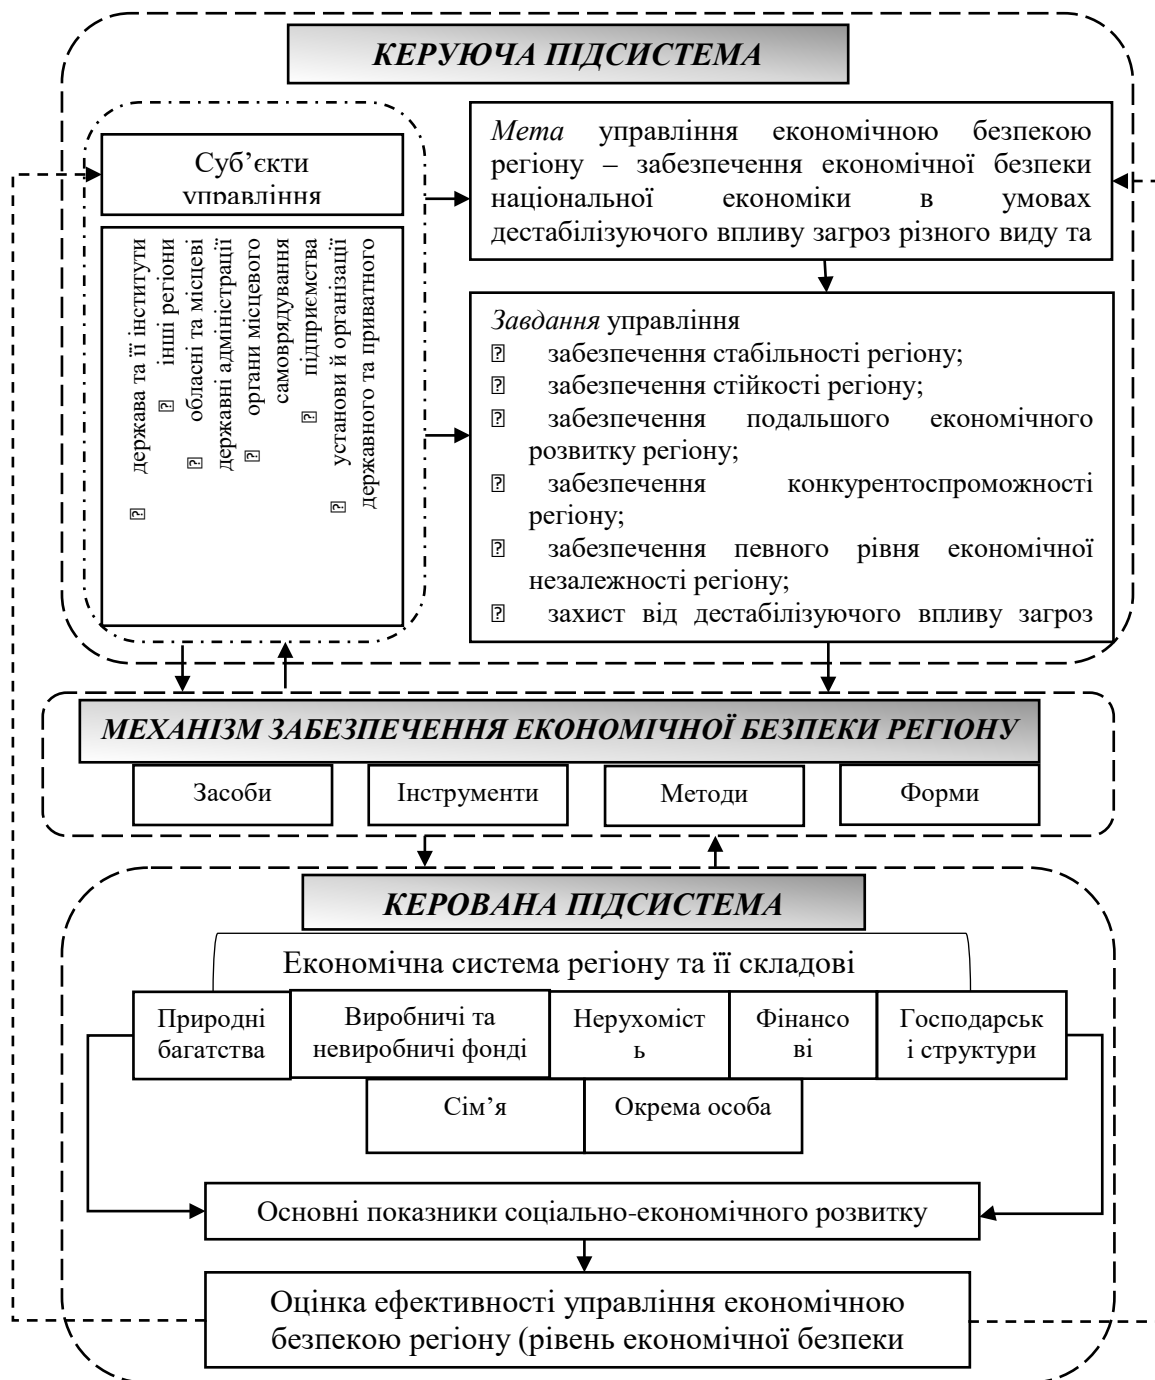 КЕРУЮЧА ПІДСИСТЕМА
Суб’єкти
управління
держава та її інститути
інші регіони
обласні та місцеві
державні адміністрації
органи місцевого
самоврядування
підприємства
установи й організації
державного та приватного
Мета управління економічною безпекою
регіону – забезпечення економічної безпеки
національної економіки в умовах
дестабілізуючого впливу загроз різного виду та
Завдання управління
забезпечення стабільності регіону;
забезпечення стійкості регіону;
забезпечення подальшого економічного
розвитку регіону;
забезпечення конкурентоспроможності
регіону;
забезпечення певного рівня економічної
незалежності регіону;
захист від дестабілізуючого впливу загроз
МЕХАНІЗМ ЗАБЕЗПЕЧЕННЯ ЕКОНОМІЧНОЇ БЕЗПЕКИ РЕГІОНУ
Засоби
Інструменти
Методи
Форми
КЕРОВАНА ПІДСИСТЕМА
Економічна система регіону та її складові
Природні
багатства
Виробничі та
невиробничі фонді
Нерухоміст
ь
Фінансо
ві
Господарськ
і структури
Сім’я
Окрема особа
Основні показники соціально-економічного розвитку
Оцінка ефективності управління економічною
безпекою регіону (рівень економічної безпеки